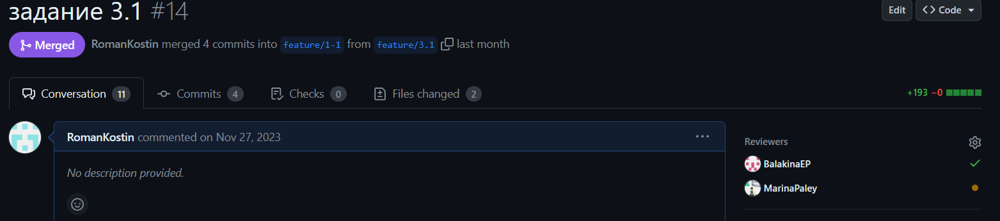 задание 3.1 #14
Edit
Code
Merged RomanKostin merged 4 commits into feature/1-1 from feature/3.1 last month
Conversation 11 Commits 4 Checks 0 Files changed 2
+193 −0
RomanKostin commented on Nov 27, 2023
No description provided.
Reviewers
BalakinaEP
MarinaPaley